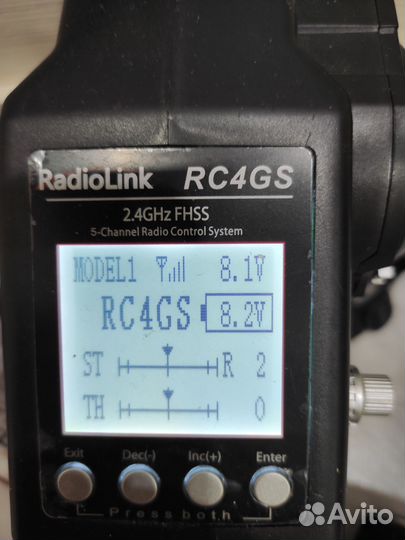 RadioLink RC4GS
2.4GHz FHSS
5-Channel Radio Control System
MODEL1 8.1V
RC4GS 8.2V
ST R 2
TH 0
Exit Dec(-) Inc(+) Enter
Press both
Avito